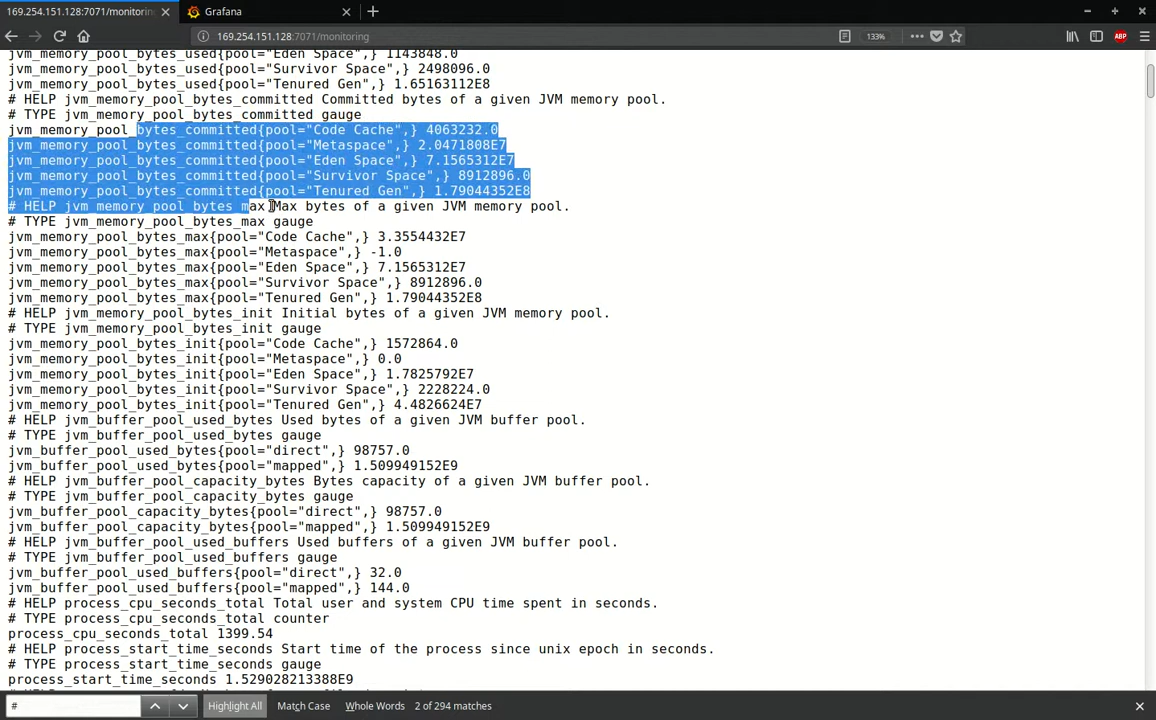 169.254.151.128:7071/monitoring
Grafana
169.254.151.128:7071/monitoring
133%
ABP
jvm_memory_pool_bytes_used{pool="Eden Space",} 1143848.0
jvm_memory_pool_bytes_used{pool="Survivor Space",} 2498096.0
jvm_memory_pool_bytes_used{pool="Tenured Gen",} 1.65163112E8
# HELP jvm_memory_pool_bytes_committed Committed bytes of a given JVM memory pool.
# TYPE jvm_memory_pool_bytes_committed gauge
jvm_memory_pool_bytes_committed{pool="Code Cache",} 4063232.0
jvm_memory_pool_bytes_committed{pool="Metaspace",} 2.0471808E7
jvm_memory_pool_bytes_committed{pool="Eden Space",} 7.1565312E7
jvm_memory_pool_bytes_committed{pool="Survivor Space",} 8912896.0
jvm_memory_pool_bytes_committed{pool="Tenured Gen",} 1.79044352E8
# HELP jvm_memory_pool_bytes_max Max bytes of a given JVM memory pool.
# TYPE jvm_memory_pool_bytes_max gauge
jvm_memory_pool_bytes_max{pool="Code Cache",} 3.3554432E7
jvm_memory_pool_bytes_max{pool="Metaspace",} -1.0
jvm_memory_pool_bytes_max{pool="Eden Space",} 7.1565312E7
jvm_memory_pool_bytes_max{pool="Survivor Space",} 8912896.0
jvm_memory_pool_bytes_max{pool="Tenured Gen",} 1.79044352E8
# HELP jvm_memory_pool_bytes_init Initial bytes of a given JVM memory pool.
# TYPE jvm_memory_pool_bytes_init gauge
jvm_memory_pool_bytes_init{pool="Code Cache",} 1572864.0
jvm_memory_pool_bytes_init{pool="Metaspace",} 0.0
jvm_memory_pool_bytes_init{pool="Eden Space",} 1.7825792E7
jvm_memory_pool_bytes_init{pool="Survivor Space",} 2228224.0
jvm_memory_pool_bytes_init{pool="Tenured Gen",} 4.4826624E7
# HELP jvm_buffer_pool_used_bytes Used bytes of a given JVM buffer pool.
# TYPE jvm_buffer_pool_used_bytes gauge
jvm_buffer_pool_used_bytes{pool="direct",} 98757.0
jvm_buffer_pool_used_bytes{pool="mapped",} 1.509949152E9
# HELP jvm_buffer_pool_capacity_bytes Bytes capacity of a given JVM buffer pool.
# TYPE jvm_buffer_pool_capacity_bytes gauge
jvm_buffer_pool_capacity_bytes{pool="direct",} 98757.0
jvm_buffer_pool_capacity_bytes{pool="mapped",} 1.509949152E9
# HELP jvm_buffer_pool_used_buffers Used buffers of a given JVM buffer pool.
# TYPE jvm_buffer_pool_used_buffers gauge
jvm_buffer_pool_used_buffers{pool="direct",} 32.0
jvm_buffer_pool_used_buffers{pool="mapped",} 144.0
# HELP process_cpu_seconds_total Total user and system CPU time spent in seconds.
# TYPE process_cpu_seconds_total counter
process_cpu_seconds_total 1399.54
# HELP process_start_time_seconds Start time of the process since unix epoch in seconds.
# TYPE process_start_time_seconds gauge
process_start_time_seconds 1.529028213388E9
#
Highlight All
Match Case
Whole Words
2 of 294 matches